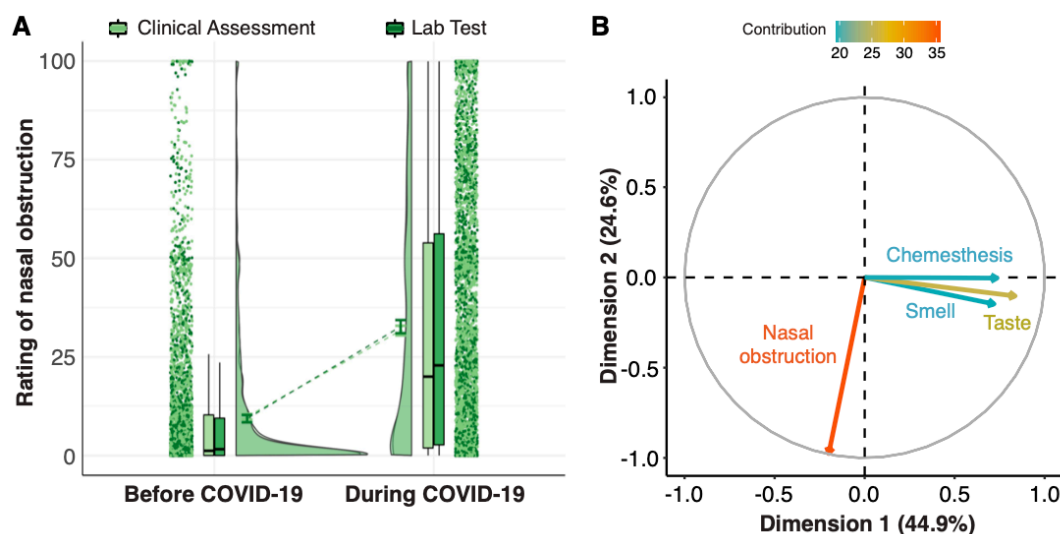 A
Clinical Assessment
Lab Test
Rating of nasal obstruction
100
75
50
25
0
Before COVID-19
During COVID-19
B
Contribution
20 25 30 35
Dimension 2 (24.6%)
1.0
0.5
0.0
-0.5
-1.0
Chemesthesis
Smell
Taste
Nasal
obstruction
-1.0 -0.5 0.0 0.5 1.0
Dimension 1 (44.9%)